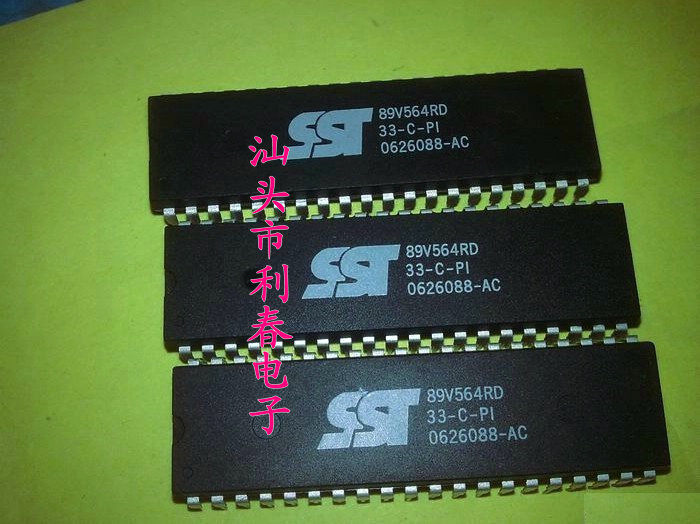 SST
89V564RD
33-C-PI
0626088-AC
SST
89V564RD
33-C-PI
0626088-AC
SST
89V564RD
33-C-PI
0626088-AC
汕头市利春电子